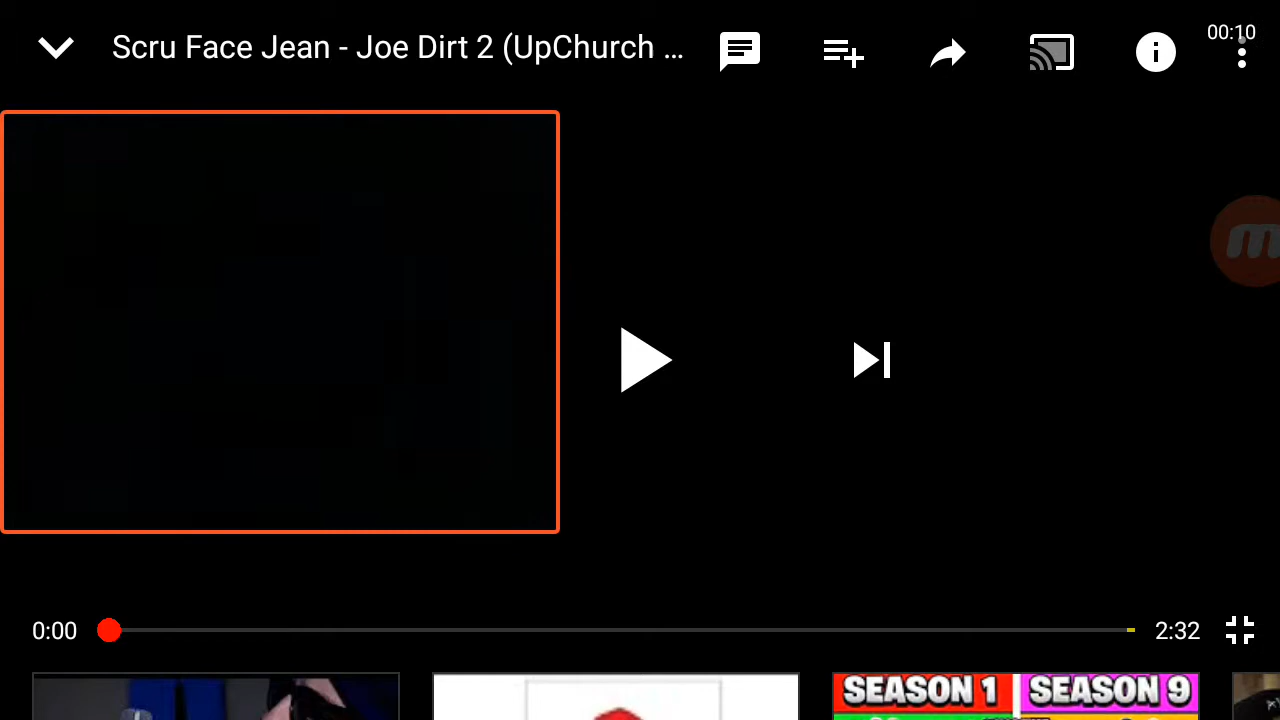 Scru Face Jean - Joe Dirt 2 (UpChurch ...
00:10
0:00
2:32
SEASON 1
SEASON 9